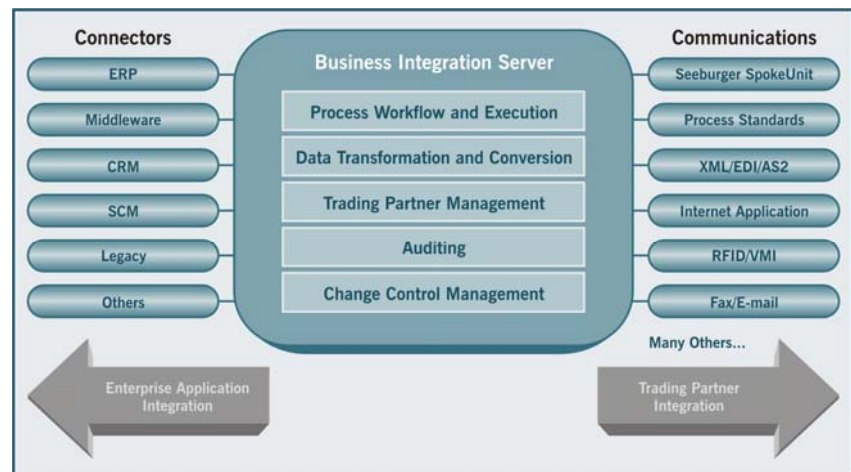 Connectors
ERP
Middleware
CRM
SCM
Legacy
Others
Business Integration Server
Process Workflow and Execution
Data Transformation and Conversion
Trading Partner Management
Auditing
Change Control Management
Communications
Seeburger SpokeUnit
Process Standards
XML/EDI/AS2
Internet Application
RFID/VMI
Fax/E-mail
Many Others...
Enterprise Application
Integration
Trading Partner
Integration